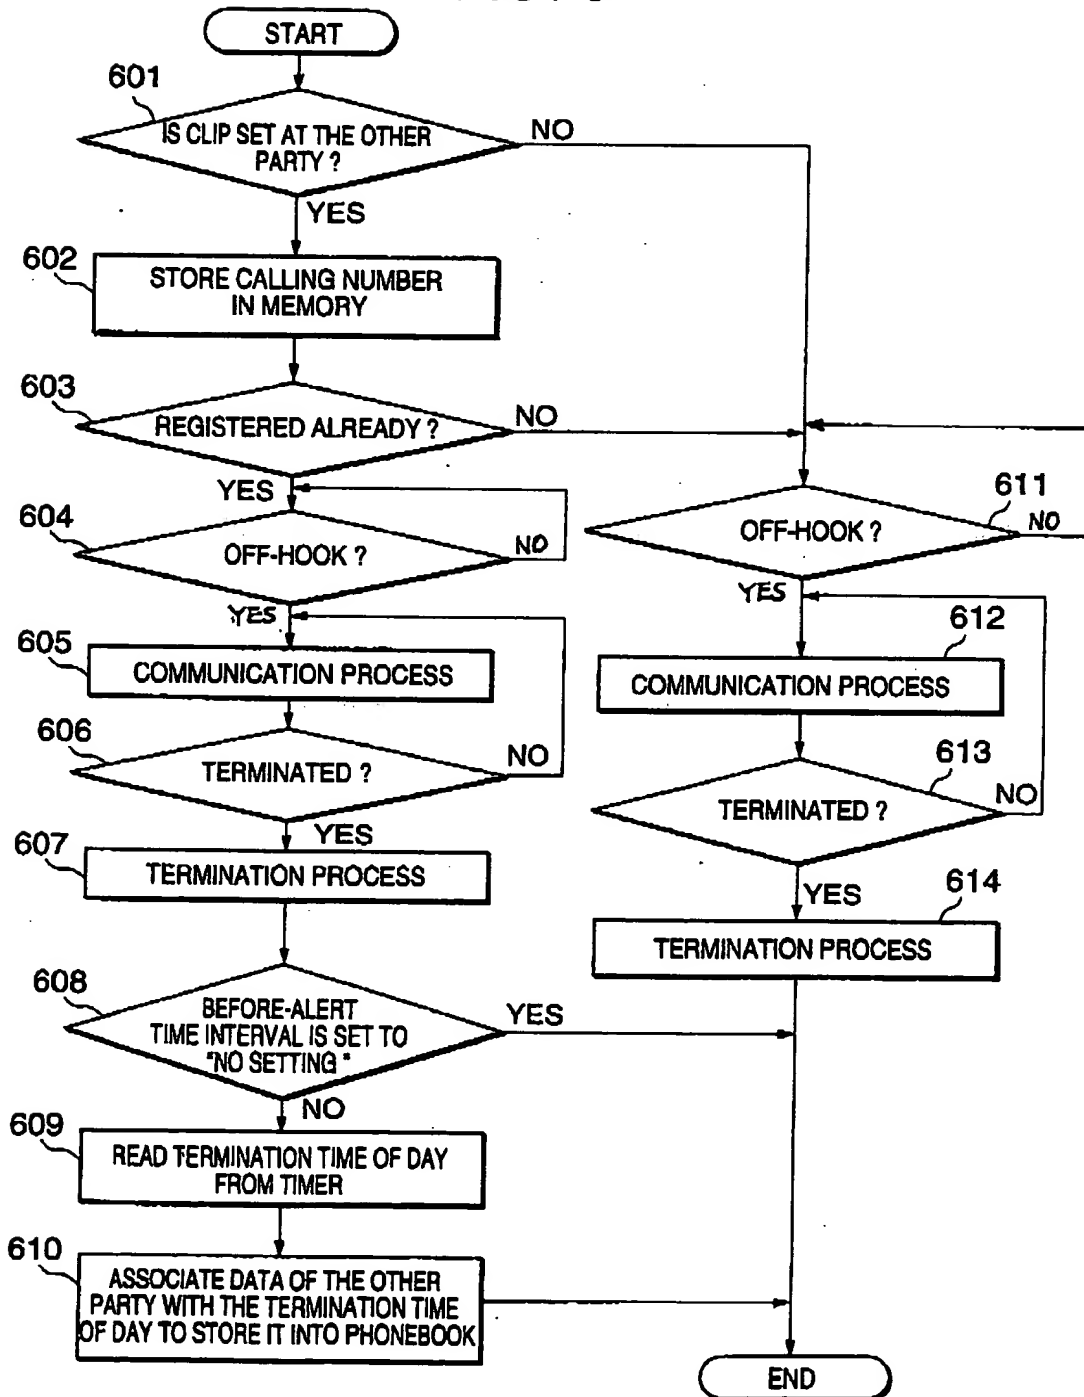 START
601
IS CLIP SET AT THE OTHER
PARTY ?
NO
YES
602
STORE CALLING NUMBER
IN MEMORY
603
REGISTERED ALREADY ?
NO
YES
604
OFF-HOOK ?
NO
YES
605
COMMUNICATION PROCESS
606
TERMINATED ?
NO
YES
607
TERMINATION PROCESS
608
BEFORE-ALERT
TIME INTERVAL IS SET TO
"NO SETTING "
YES
NO
609
READ TERMINATION TIME OF DAY
FROM TIMER
610
ASSOCIATE DATA OF THE OTHER
PARTY WITH THE TERMINATION TIME
OF DAY TO STORE IT INTO PHONEBOOK
611
OFF-HOOK ?
NO
YES
612
COMMUNICATION PROCESS
613
TERMINATED ?
NO
YES
614
TERMINATION PROCESS
END